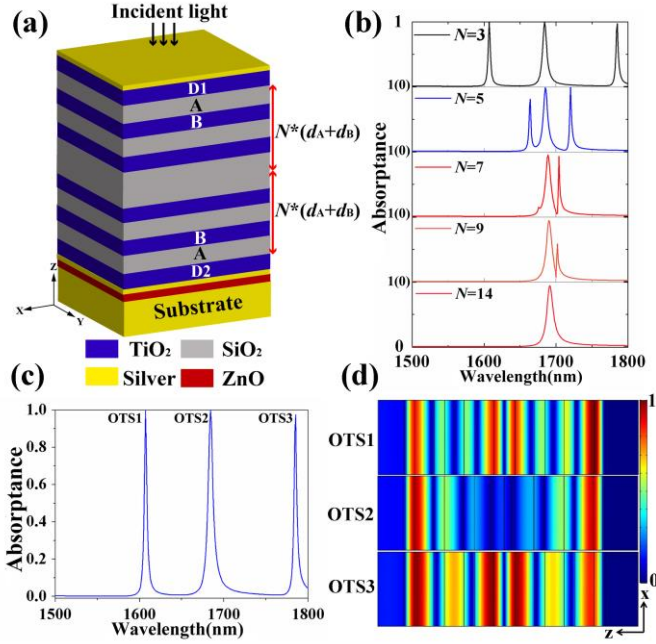 (a)
Incident light
D1
A
B
N*(dA+dB)
N*(dA+dB)
B
A
D2
Substrate
Z
X
Y
TiO₂
SiO₂
Silver
ZnO
(b)
Absorptance
1
N=3
1(0)
N=5
1(0)
N=7
1(0)
N=9
1(0)
N=14
0
1500 1600 1700 1800
Wavelength(nm)
(c)
Absorptance
1.0
0.8
0.6
0.4
0.2
0.0
OTS1 OTS2 OTS3
1500 1600 1700 1800
Wavelength(nm)
(d)
OTS1
OTS2
OTS3
1
0
x
z